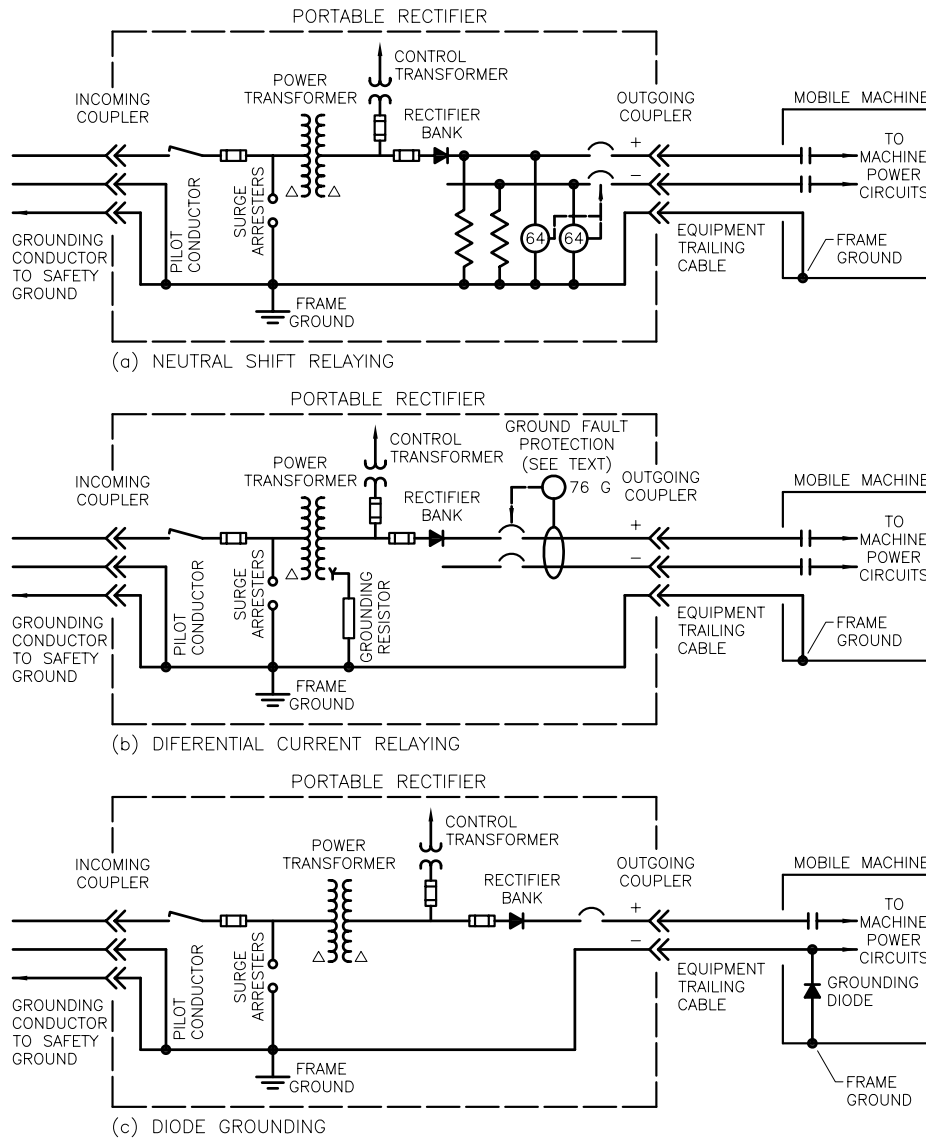 PORTABLE RECTIFIER
CONTROL
TRANSFORMER
POWER
TRANSFORMER
INCOMING
COUPLER
RECTIFIER
BANK
OUTGOING
COUPLER
MOBILE MACHINE
+
−
TO
MACHINE
POWER
CIRCUITS
PILOT
CONDUCTOR
SURGE
ARRESTERS
△ △
64
64
GROUNDING
CONDUCTOR
TO SAFETY
GROUND
EQUIPMENT
TRAILING
CABLE
FRAME
GROUND
FRAME
GROUND
(a) NEUTRAL SHIFT RELAYING
PORTABLE RECTIFIER
GROUND FAULT
PROTECTION
(SEE TEXT)
76 G
CONTROL
TRANSFORMER
POWER
TRANSFORMER
INCOMING
COUPLER
RECTIFIER
BANK
OUTGOING
COUPLER
MOBILE MACHINE
+
−
TO
MACHINE
POWER
CIRCUITS
PILOT
CONDUCTOR
SURGE
ARRESTERS
△ Y
GROUNDING
RESISTOR
GROUNDING
CONDUCTOR
TO SAFETY
GROUND
EQUIPMENT
TRAILING
CABLE
FRAME
GROUND
FRAME
GROUND
(b) DIFERENTIAL CURRENT RELAYING
PORTABLE RECTIFIER
CONTROL
TRANSFORMER
POWER
TRANSFORMER
INCOMING
COUPLER
RECTIFIER
BANK
OUTGOING
COUPLER
MOBILE MACHINE
+
−
TO
MACHINE
POWER
CIRCUITS
PILOT
CONDUCTOR
SURGE
ARRESTERS
△ △
GROUNDING
CONDUCTOR
TO SAFETY
GROUND
EQUIPMENT
TRAILING
CABLE
GROUNDING
DIODE
FRAME
GROUND
FRAME
GROUND
(c) DIODE GROUNDING